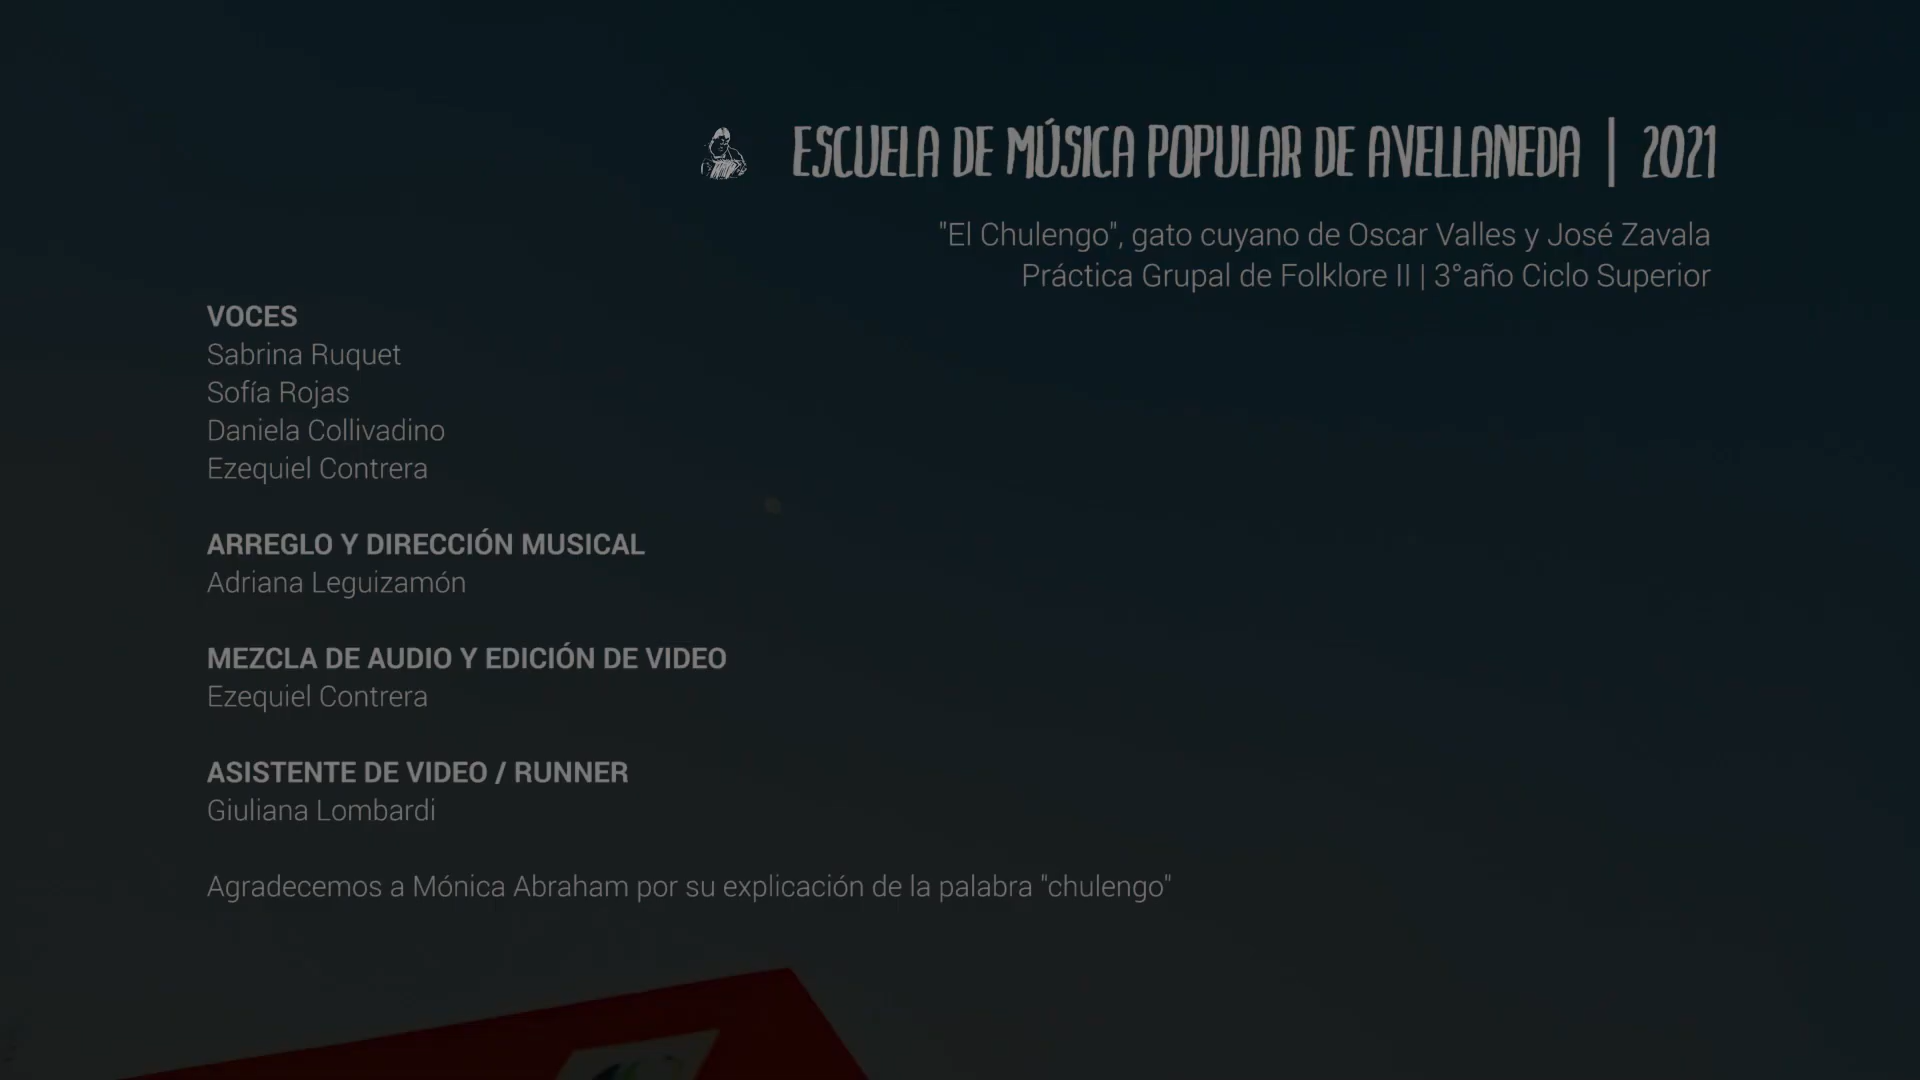 ESCUELA DE MÚSICA POPULAR DE AVELLANEDA | 2021
"El Chulengo", gato cuyano de Oscar Valles y José Zavala
Práctica Grupal de Folklore II | 3°año Ciclo Superior
VOCES
Sabrina Ruquet
Sofía Rojas
Daniela Collivadino
Ezequiel Contrera
ARREGLO Y DIRECCIÓN MUSICAL
Adriana Leguizamón
MEZCLA DE AUDIO Y EDICIÓN DE VIDEO
Ezequiel Contrera
ASISTENTE DE VIDEO / RUNNER
Giuliana Lombardi
Agradecemos a Mónica Abraham por su explicación de la palabra "chulengo"